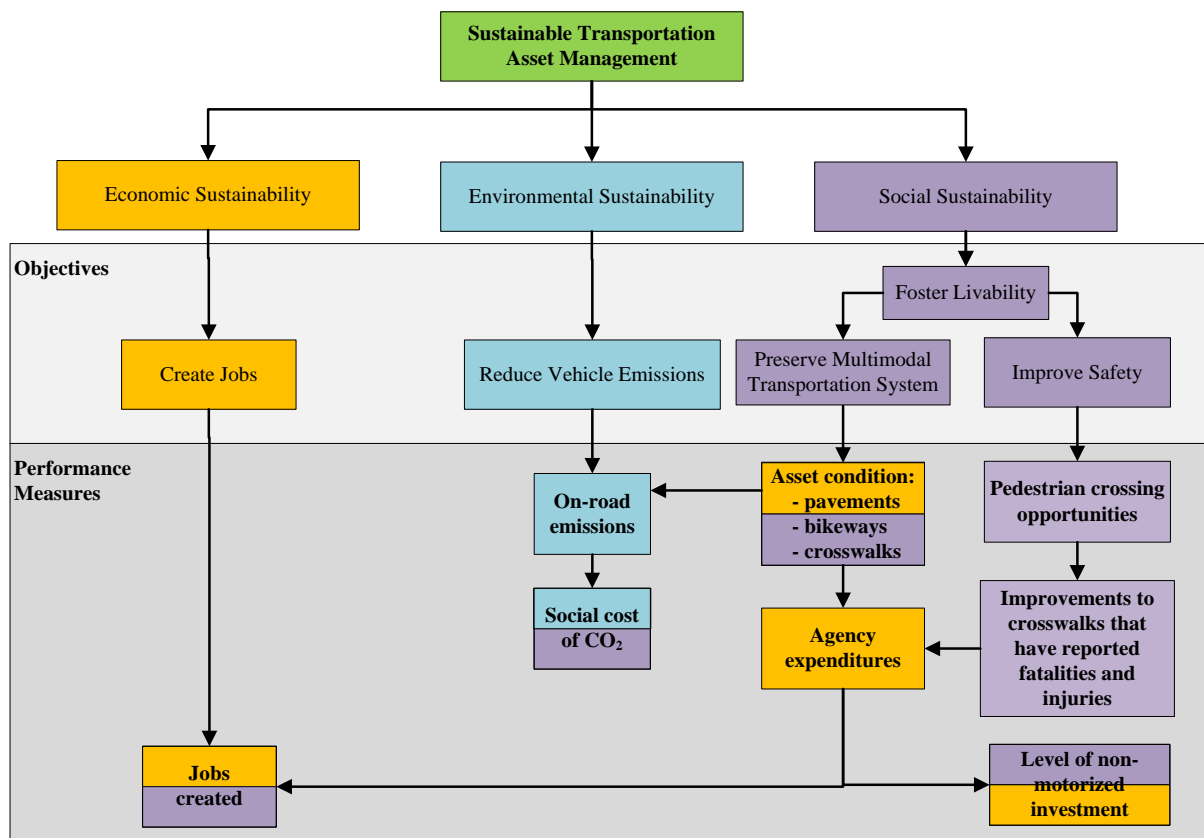 Sustainable Transportation
Asset Management
Economic Sustainability
Environmental Sustainability
Social Sustainability
Objectives
Foster Livability
Create Jobs
Reduce Vehicle Emissions
Preserve Multimodal
Transportation System
Improve Safety
Performance
Measures
On-road
emissions
Asset condition:
- pavements
- bikeways
- crosswalks
Pedestrian crossing
opportunities
Social cost
of CO₂
Agency
expenditures
Improvements to
crosswalks that
have reported
fatalities and
injuries
Jobs
created
Level of non-
motorized
investment